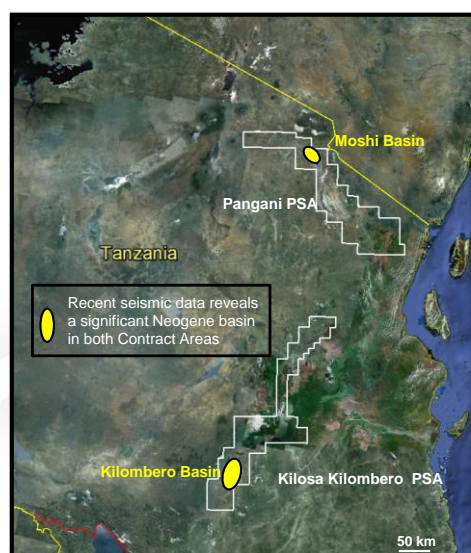 Moshi Basin
Pangani PSA
Tanzania
Recent seismic data reveals
a significant Neogene basin
in both Contract Areas
Kilombero Basin
Kilosa Kilombero PSA
50 km